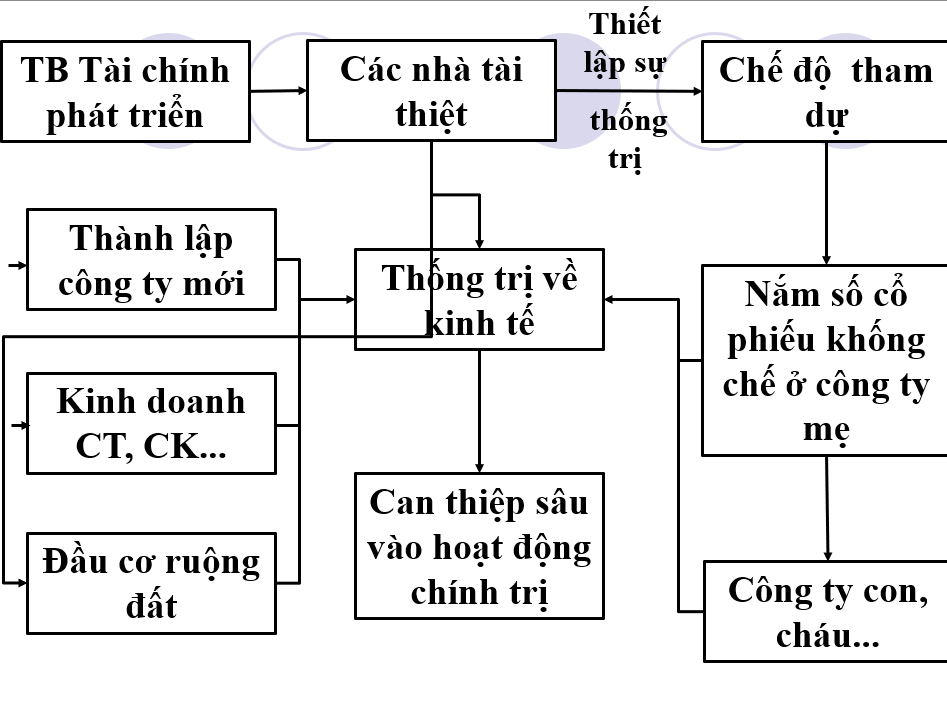 TB Tài chính
phát triển
Các nhà tài
thiệt
Thiết
lập sự
thống
trị
Chế độ tham
dự
Thành lập
công ty mới
Thống trị về
kinh tế
Nắm số cổ
phiếu khống
chế ở công ty
mẹ
Kinh doanh
CT, CK...
Can thiệp sâu
vào hoạt động
chính trị
Đầu cơ ruộng
đất
Công ty con,
cháu...